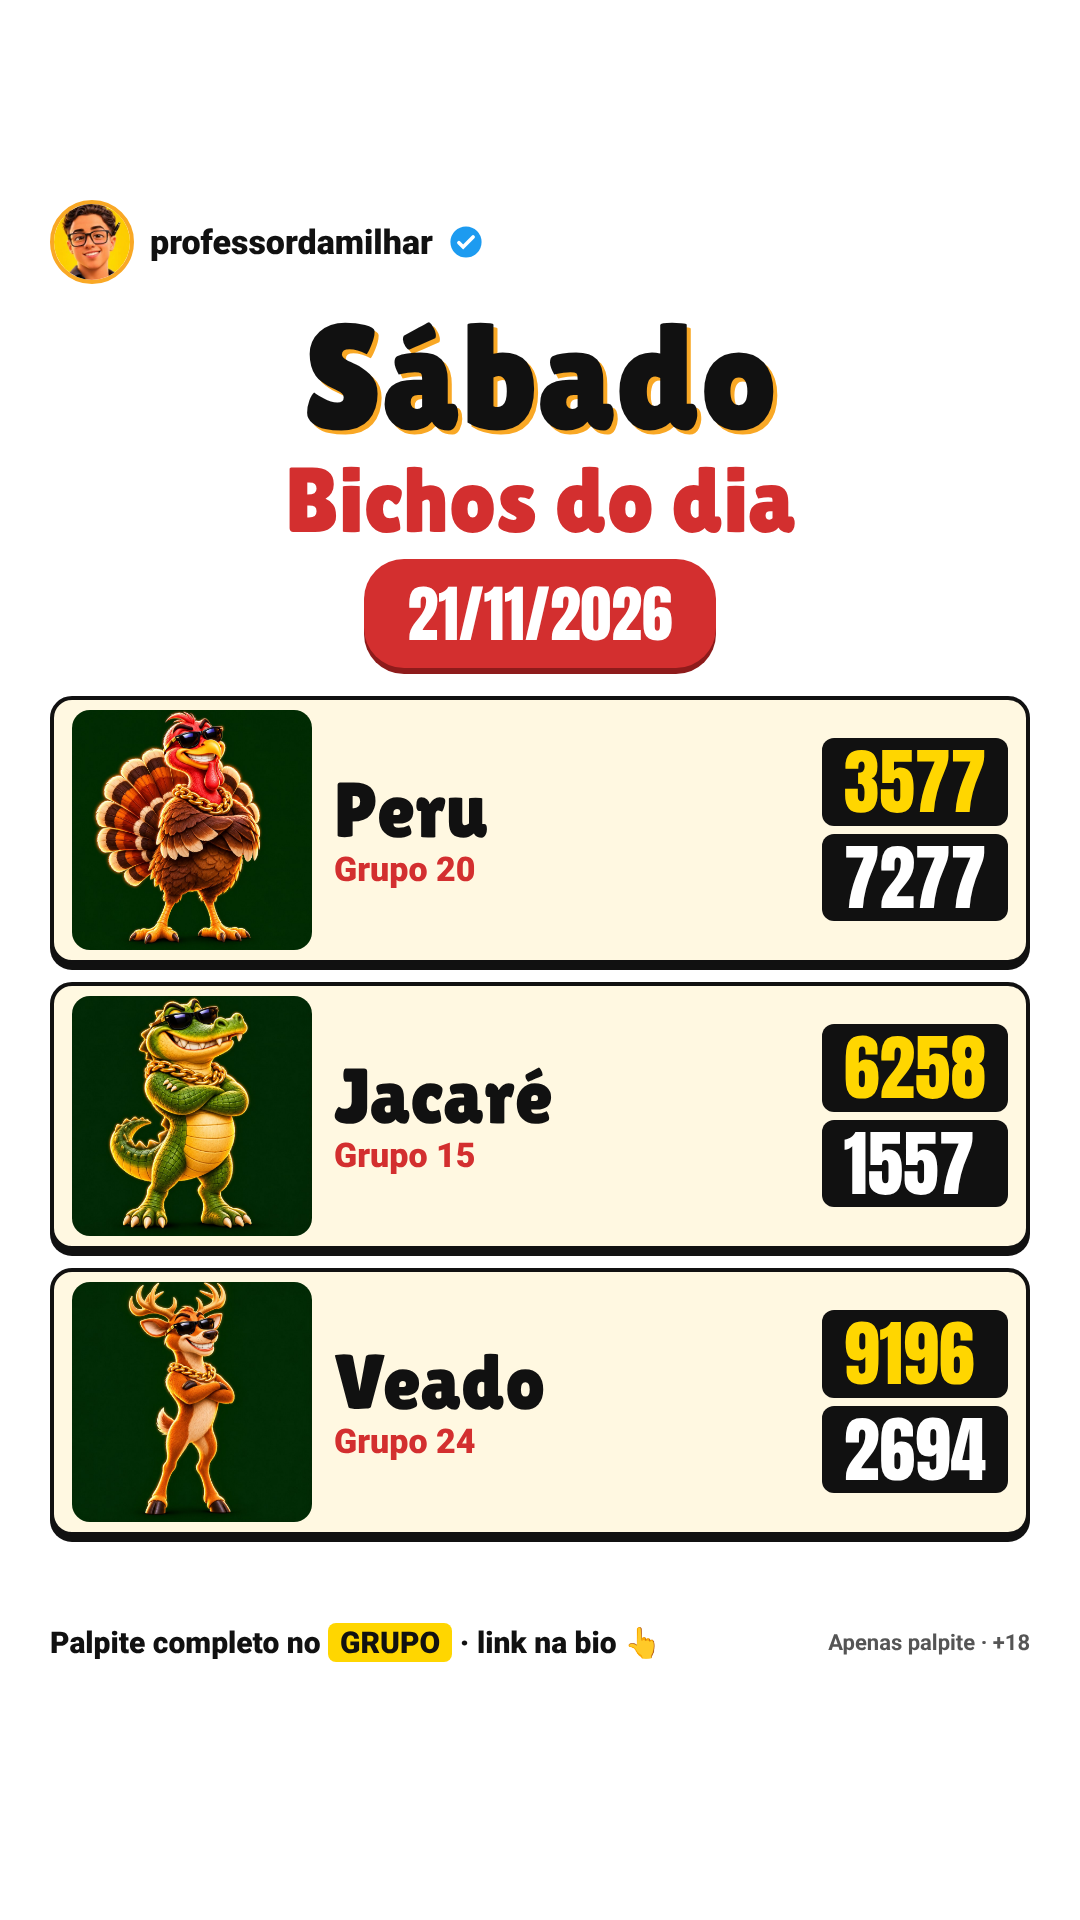 professordamilhar
Sábado
Bichos do dia
21/11/2026
Peru
Grupo 20
3577
7277
Jacaré
Grupo 15
6258
1557
Veado
Grupo 24
9196
2694
Palpite completo no GRUPO · link na bio 👆
Apenas palpite · +18